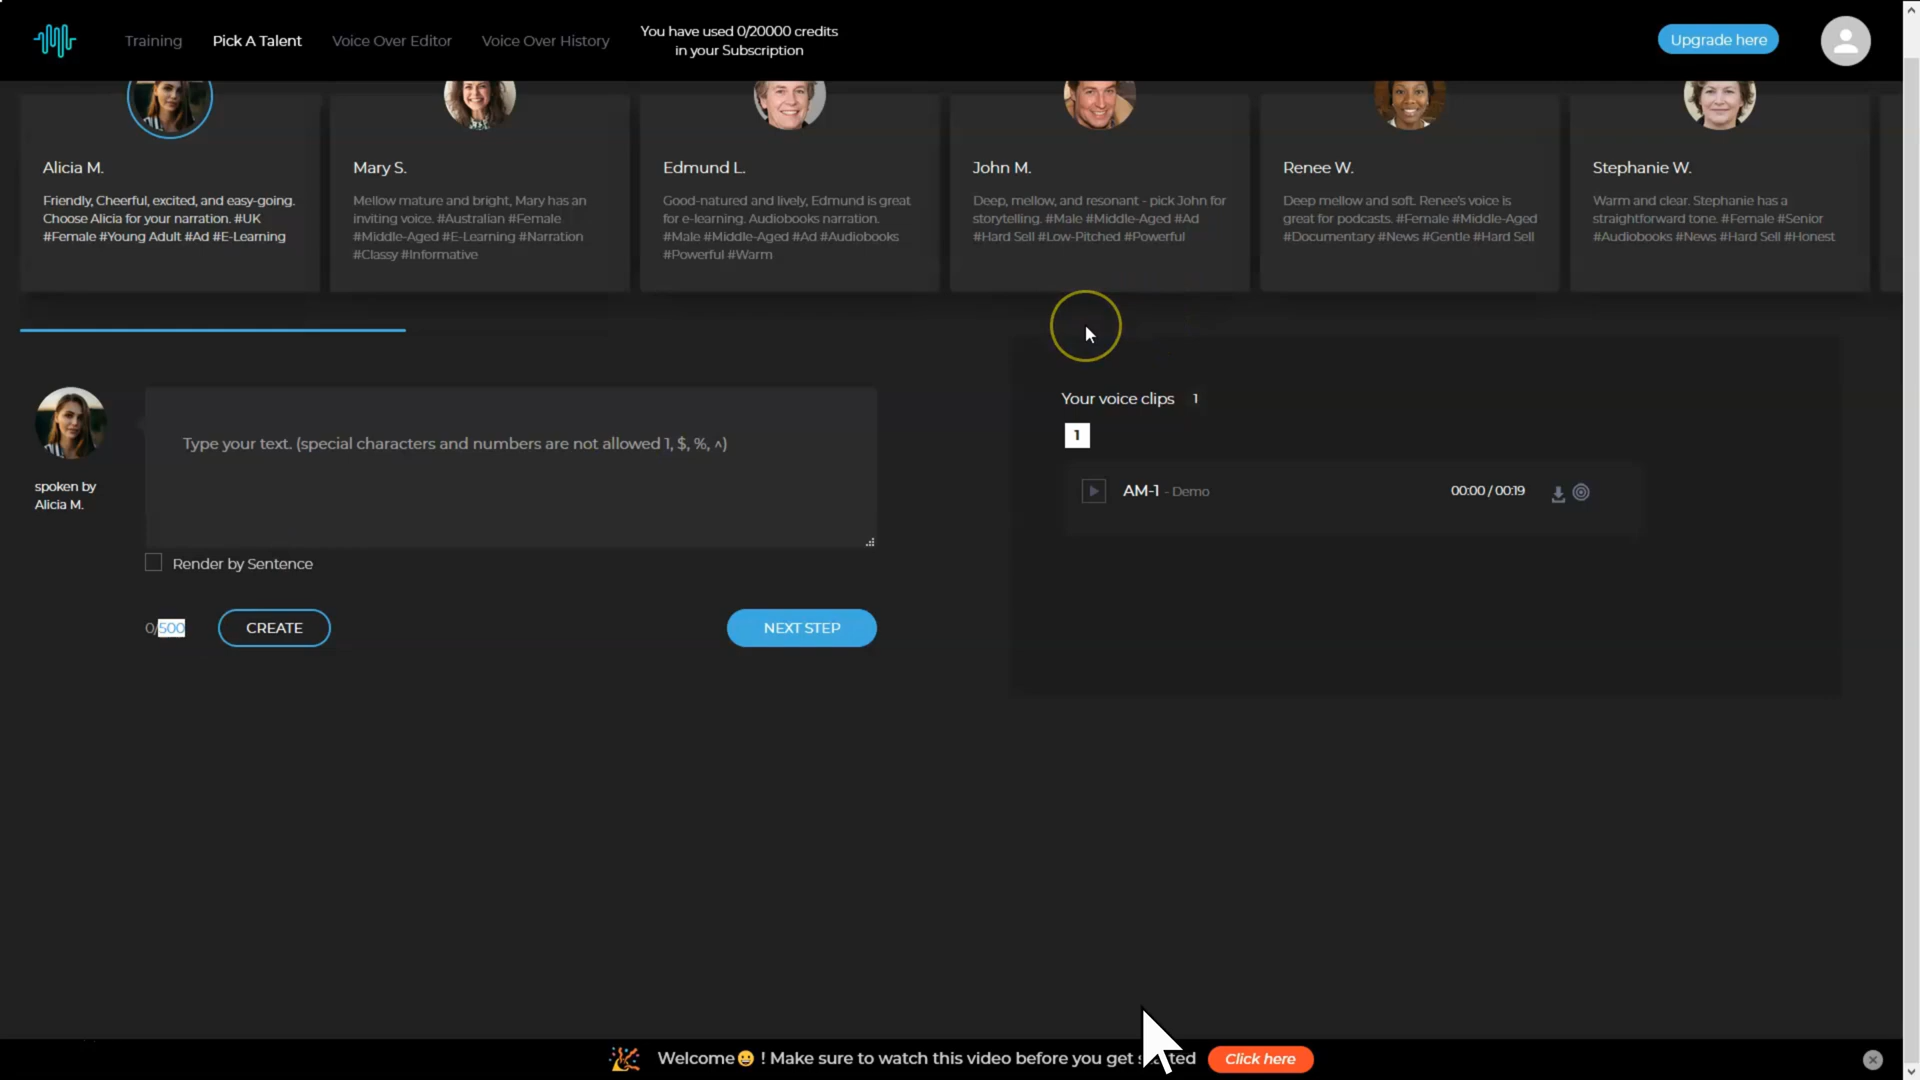 Training
Pick A Talent
Voice Over Editor
Voice Over History
You have used 0/20000 credits
in your Subscription
Upgrade here
Alicia M.
Friendly, Cheerful, excited, and easy-going.
Choose Alicia for your narration. #UK
#Female #Young Adult #Ad #E-Learning
Mary S.
Mellow mature and bright, Mary has an
inviting voice. #Australian #Female
#Middle-Aged #E-Learning #Narration
#Classy #Informative
Edmund L.
Good-natured and lively, Edmund is great
for e-learning. Audiobooks narration.
#Male #Middle-Aged #Ad #Audiobooks
#Powerful #Warm
John M.
Deep, mellow, and resonant - pick John for
storytelling. #Male #Middle-Aged #Ad
#Hard Sell #Low-Pitched #Powerful
Renee W.
Deep mellow and soft. Renee's voice is
great for podcasts. #Female #Middle-Aged
#Documentary #News #Gentle #Hard Sell
Stephanie W.
Warm and clear. Stephanie has a
straightforward tone. #Female #Senior
#Audiobooks #News #Hard Sell #Honest
spoken by
Alicia M.
Type your text. (special characters and numbers are not allowed 1, $, %, ^)
Render by Sentence
0/500
CREATE
NEXT STEP
Your voice clips 1
1
AM-1 - Demo
00:00 / 00:19
Welcome😀 ! Make sure to watch this video before you get
Click here